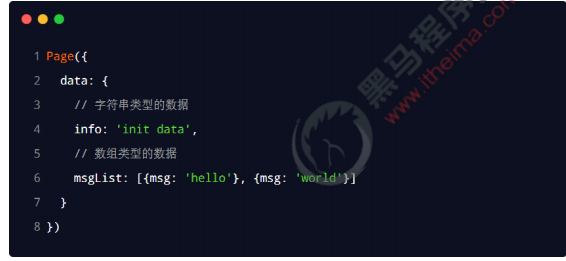 1 Page({
2 data: {
3 // 字符串类型的数据
4 info: 'init data',
5 // 数组类型的数据
6 msgList: [{msg: 'hello'}, {msg: 'world'}]
7 }
8 })
黑马程序
www.itheima.com